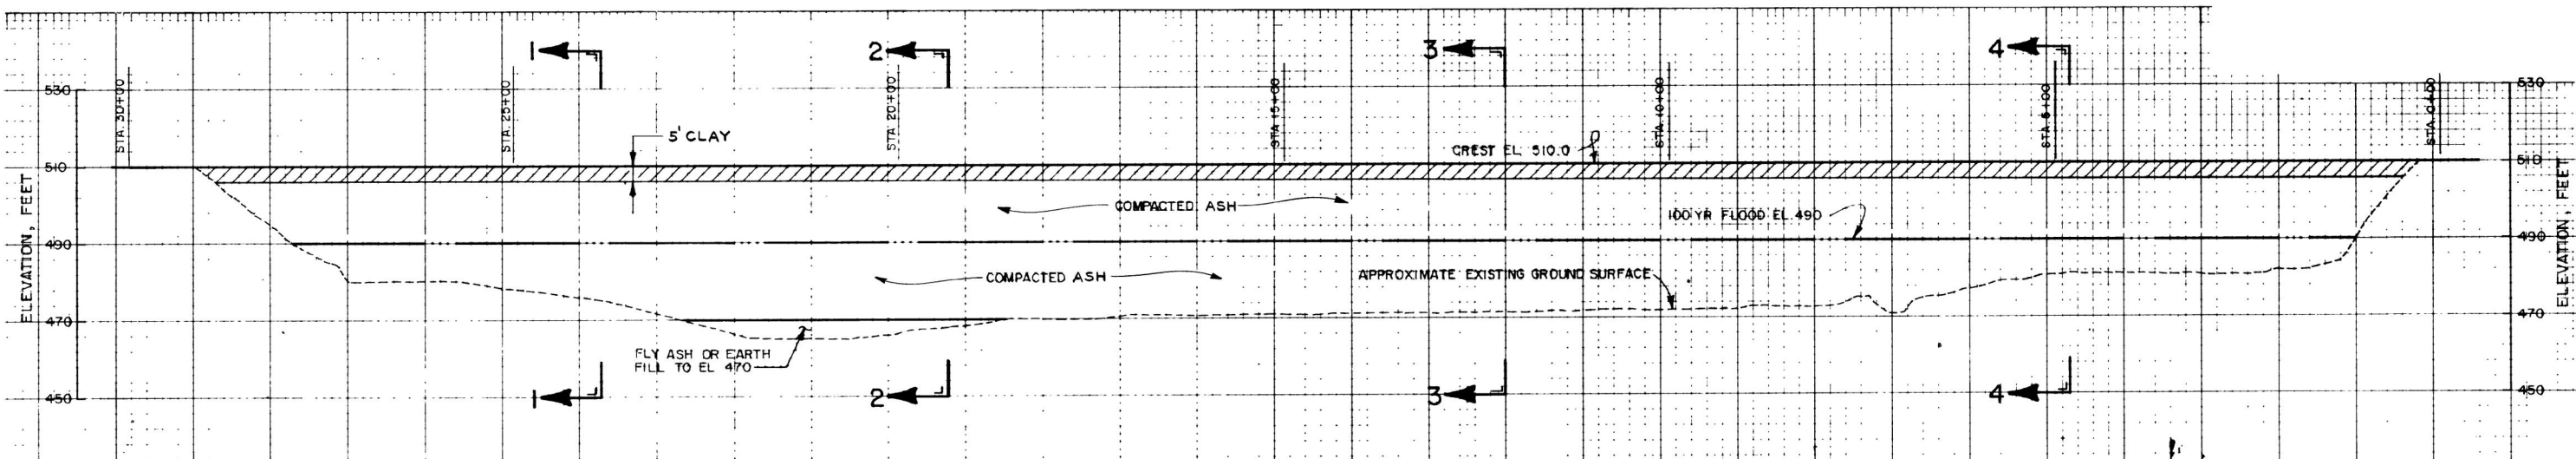 1 2 3 4
530 530
STA. 30+00 STA. 25+00 STA. 20+00 STA. 15+00 STA. 10+00 STA. 5+00 STA. 0+00
5' CLAY
CREST EL 510.0
510 510
ELEVATION, FEET ELEVATION, FEET
COMPACTED ASH
100 YR FLOOD EL. 490
490 490
COMPACTED ASH
APPROXIMATE EXISTING GROUND SURFACE
470 470
FLY ASH OR EARTH
FILL TO EL 470
450 450
1 2 3 4